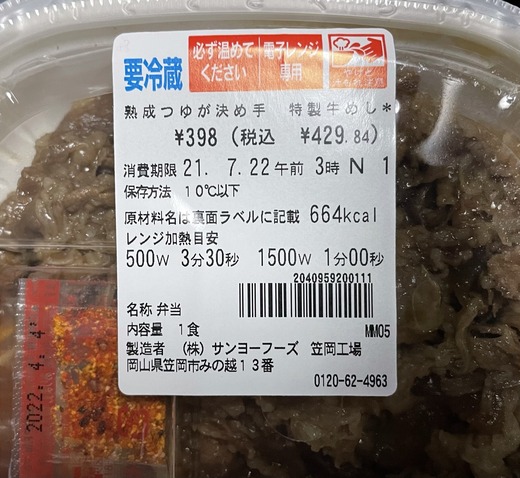 要冷蔵
必ず温めて
ください
電子レンジ
専用
熟成つゆが決め手 特製牛めし*
¥398 (税込 ¥429.84)
消費期限 21. 7.22午前 3時 N 1
保存方法 10℃以下
原材料名は裏面ラベルに記載 664kcal
レンジ加熱目安
500W 3分30秒 1500W 1分00秒
2040959200111
名称 弁当
内容量 1食 MM05
製造者 (株) サンヨーフーズ 笠岡工場
岡山県笠岡市みの越13番
0120-62-4963
2022.4.4